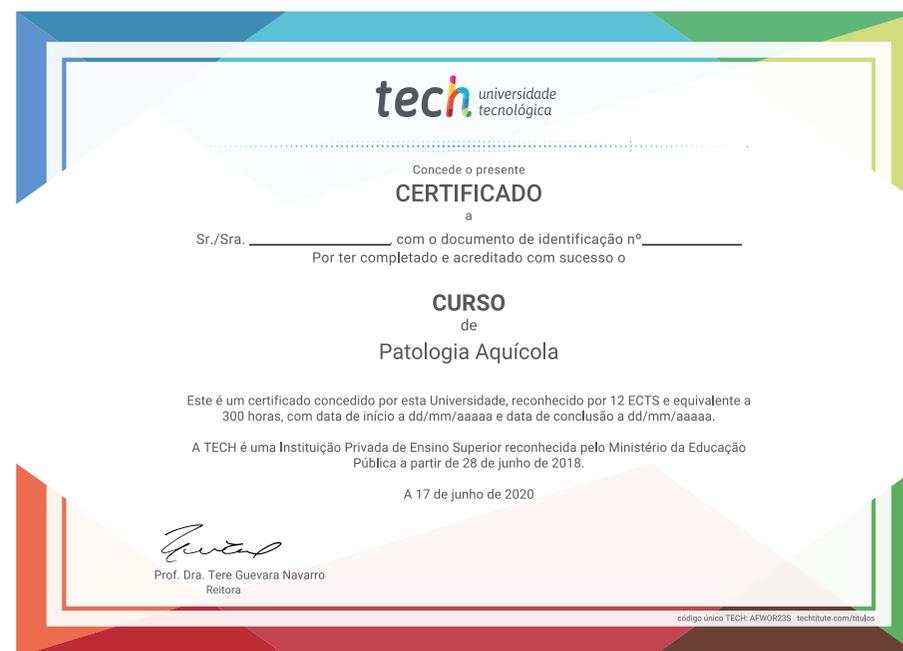 tech universidade
tecnológica
Concede o presente
CERTIFICADO
a
Sr./Sra. ____________________, com o documento de identificação nº______________
Por ter completado e acreditado com sucesso o
CURSO
de
Patologia Aquícola
Este é um certificado concedido por esta Universidade, reconhecido por 12 ECTS e equivalente a
300 horas, com data de início a dd/mm/aaaaa e data de conclusão a dd/mm/aaaaa.
A TECH é uma Instituição Privada de Ensino Superior reconhecida pelo Ministério da Educação
Pública a partir de 28 de junho de 2018.
A 17 de junho de 2020
Prof. Dra. Tere Guevara Navarro
Reitora
código único TECH: AFWOR23S techtitute.com/titulos